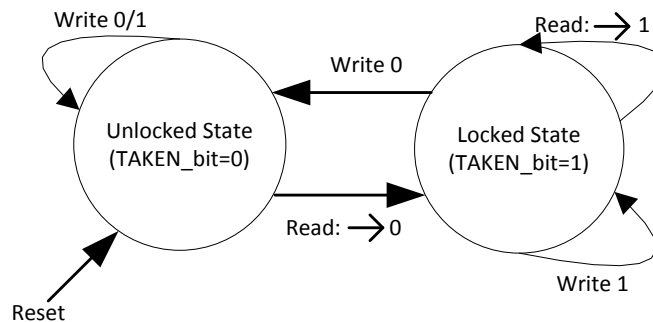 Write 0/1
Read: → 1
Write 0
Unlocked State
(TAKEN_bit=0)
Locked State
(TAKEN_bit=1)
Read: → 0
Write 1
Reset